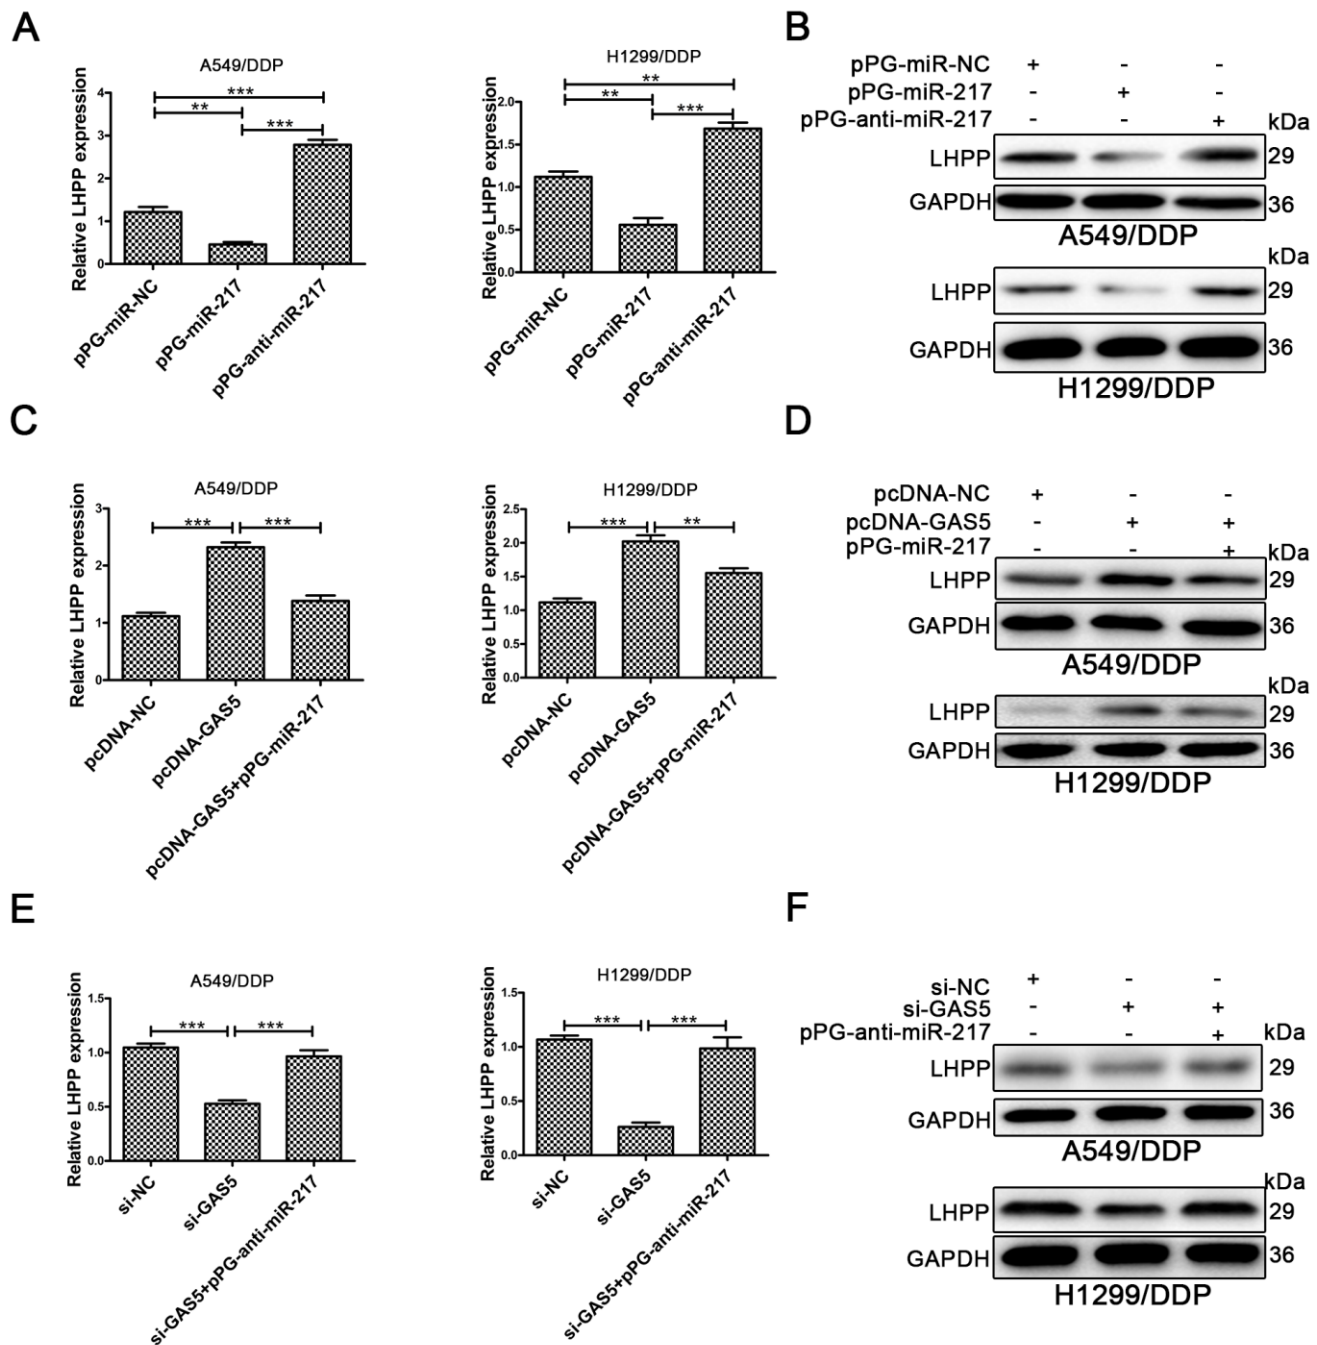 A
A549/DDP
Relative LHPP expression
4
3
2
1
0
***
**
***
pPG-miR-NC
pPG-miR-217
pPG-anti-miR-217
H1299/DDP
Relative LHPP expression
2.0
1.5
1.0
0.5
0.0
**
**
***
pPG-miR-NC
pPG-miR-217
pPG-anti-miR-217
B
pPG-miR-NC + - -
pPG-miR-217 - + -
pPG-anti-miR-217 - - + kDa
LHPP 29
GAPDH 36
A549/DDP
kDa
LHPP 29
GAPDH 36
H1299/DDP
C
A549/DDP
Relative LHPP expression
3
2
1
0
*** ***
pcDNA-NC
pcDNA-GAS5
pcDNA-GAS5+pPG-miR-217
H1299/DDP
Relative LHPP expression
2.5
2.0
1.5
1.0
0.5
0.0
*** **
pcDNA-NC
pcDNA-GAS5
pcDNA-GAS5+pPG-miR-217
D
pcDNA-NC + - -
pcDNA-GAS5 - + +
pPG-miR-217 - - + kDa
LHPP 29
GAPDH 36
A549/DDP
kDa
LHPP 29
GAPDH 36
H1299/DDP
E
A549/DDP
Relative LHPP expression
1.5
1.0
0.5
0.0
*** ***
si-NC
si-GAS5
si-GAS5+pPG-anti-miR-217
H1299/DDP
Relative LHPP expression
1.5
1.0
0.5
0.0
*** ***
si-NC
si-GAS5
si-GAS5+pPG-anti-miR-217
F
si-NC + - -
si-GAS5 - + +
pPG-anti-miR-217 - - + kDa
LHPP 29
GAPDH 36
A549/DDP
kDa
LHPP 29
GAPDH 36
H1299/DDP